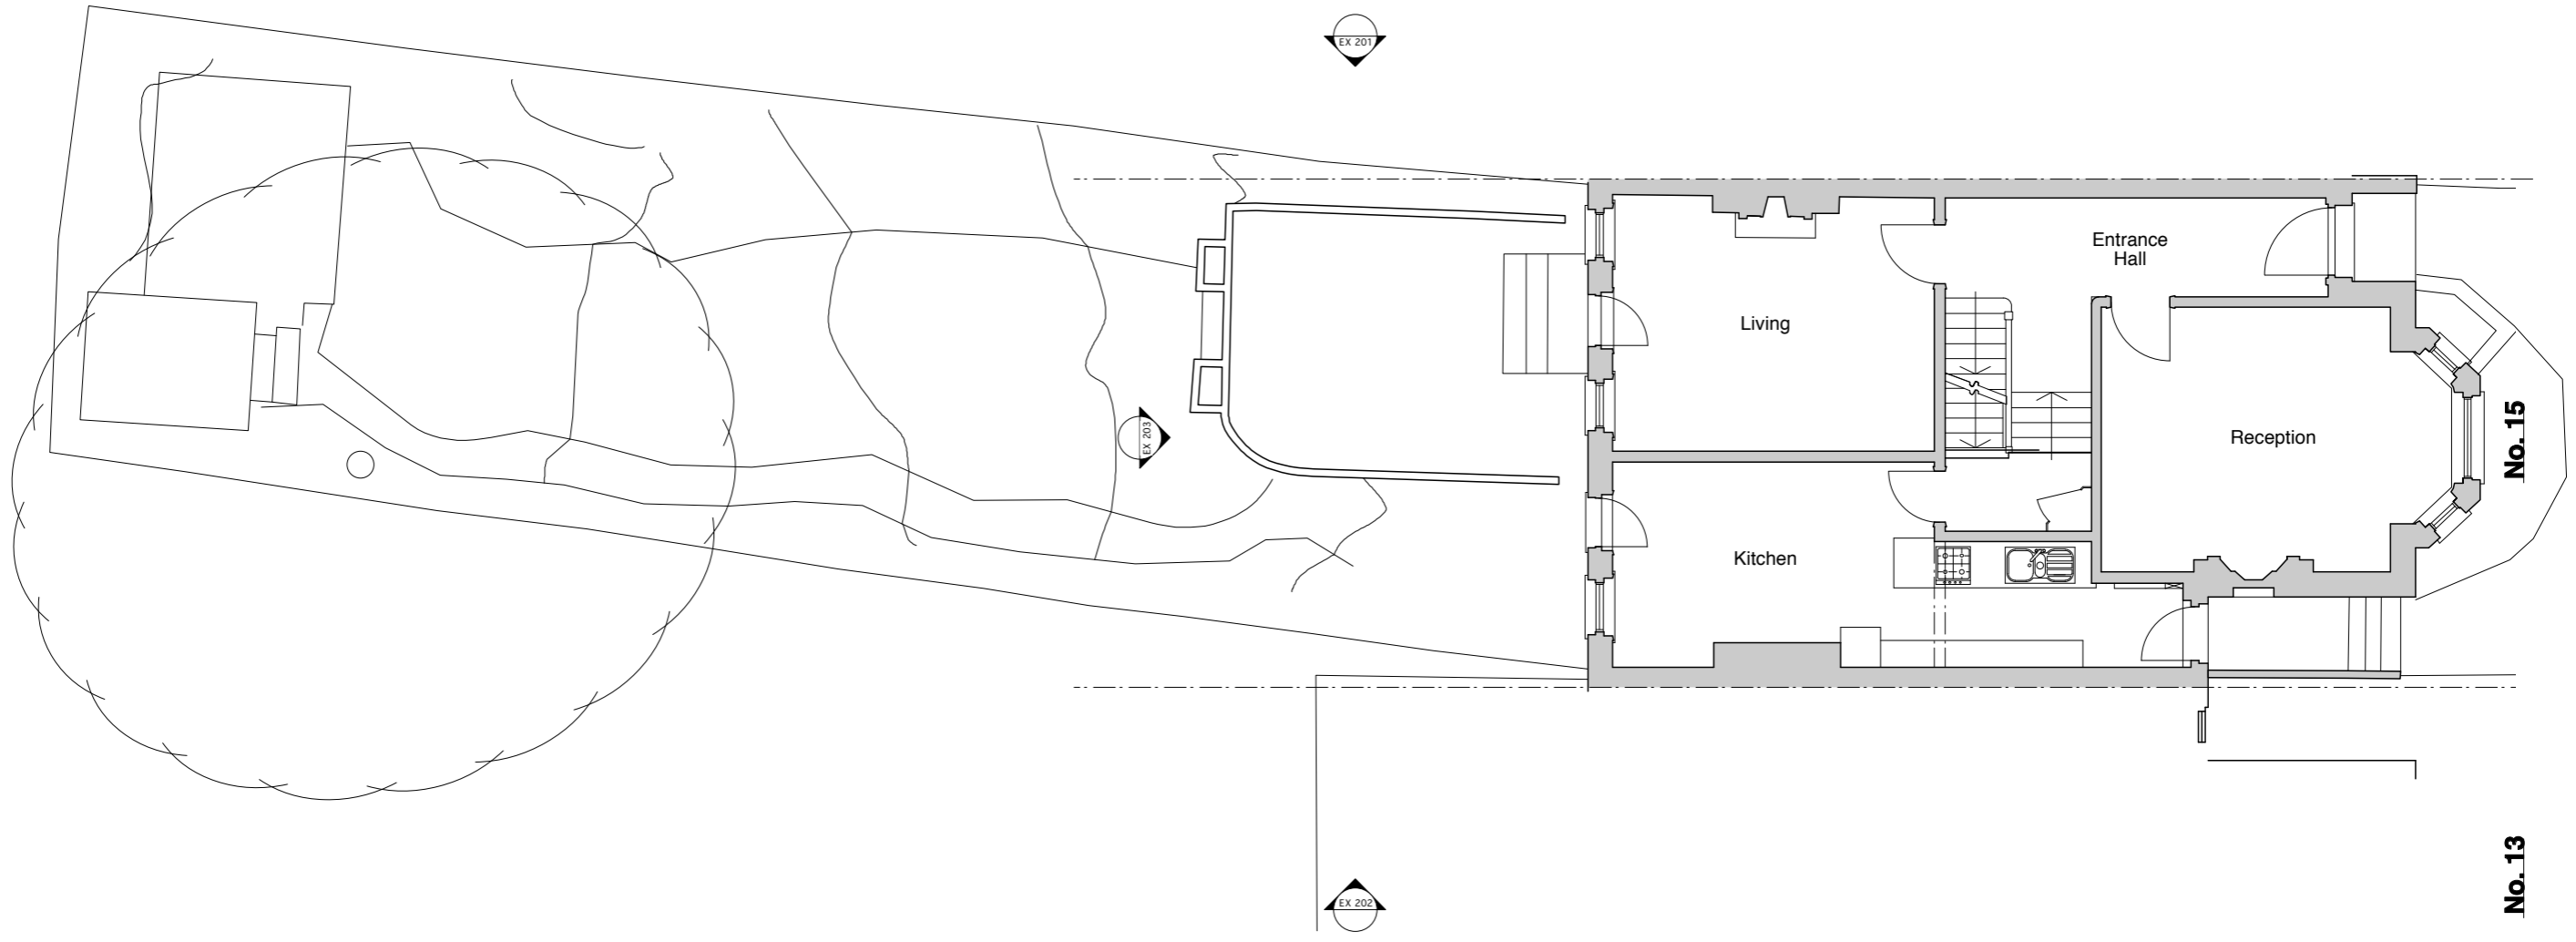 EX 201
Entrance
Hall
Living
EX 203
Reception
No. 15
Kitchen
EX 202
No. 13